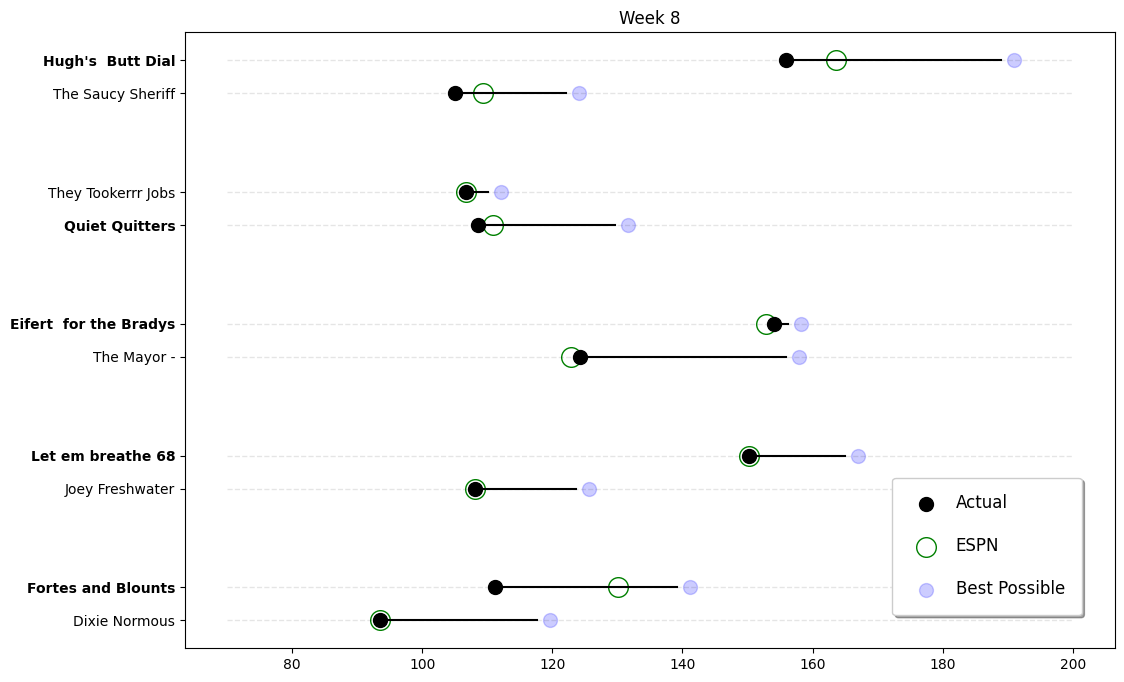 Week 8
Hugh's  Butt Dial
The Saucy Sheriff
They Tookerrr Jobs
Quiet Quitters
Eifert  for the Bradys
The Mayor -
Let em breathe 68
Joey Freshwater
Fortes and Blounts
Dixie Normous
Actual
ESPN
Best Possible
80 100 120 140 160 180 200